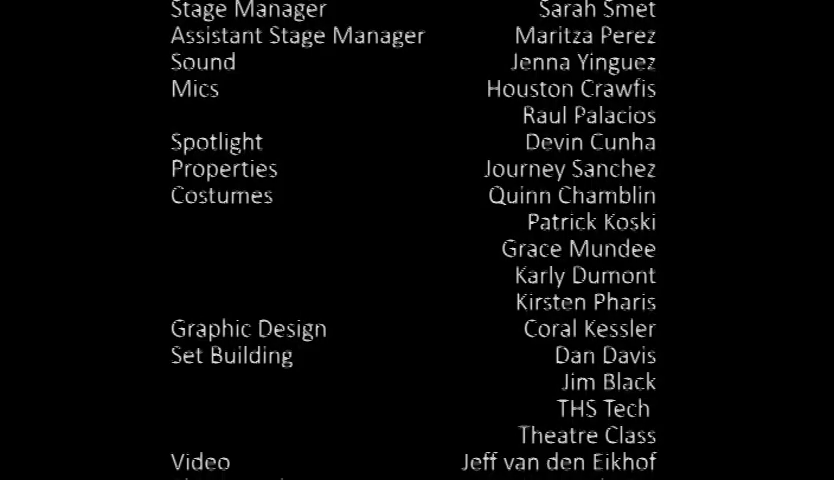 Stage Manager Sarah Smet
Assistant Stage Manager Maritza Perez
Sound Jenna Yinguez
Mics Houston Crawfis
Raul Palacios
Spotlight Devin Cunha
Properties Journey Sanchez
Costumes Quinn Chamblin
Patrick Koski
Grace Mundee
Karly Dumont
Kirsten Pharis
Graphic Design Coral Kessler
Set Building Dan Davis
Jim Black
THS Tech
Theatre Class
Video Jeff van den Eikhof